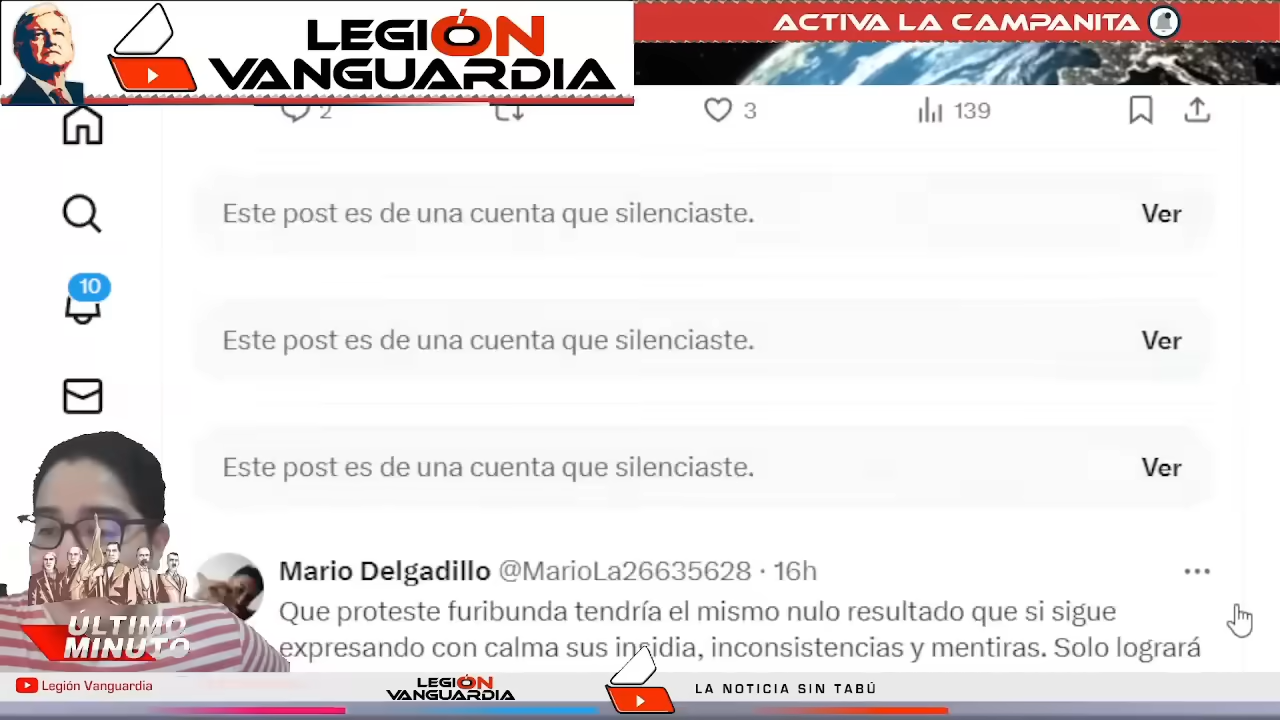 LEGIÓN
VANGUARDIA
ACTIVA LA CAMPANITA
2
3
139
Este post es de una cuenta que silenciaste.
Ver
10
Este post es de una cuenta que silenciaste.
Ver
Este post es de una cuenta que silenciaste.
Ver
Mario Delgadillo @MarioLa26635628 · 16h
Que proteste furibunda tendría el mismo nulo resultado que si sigue
expresando con calma sus insidia, inconsistencias y mentiras. Solo logrará
ÚLTIMO
MINUTO
Legión Vanguardia
LEGIÓN
VANGUARDIA
LA NOTICIA SIN TABÚ